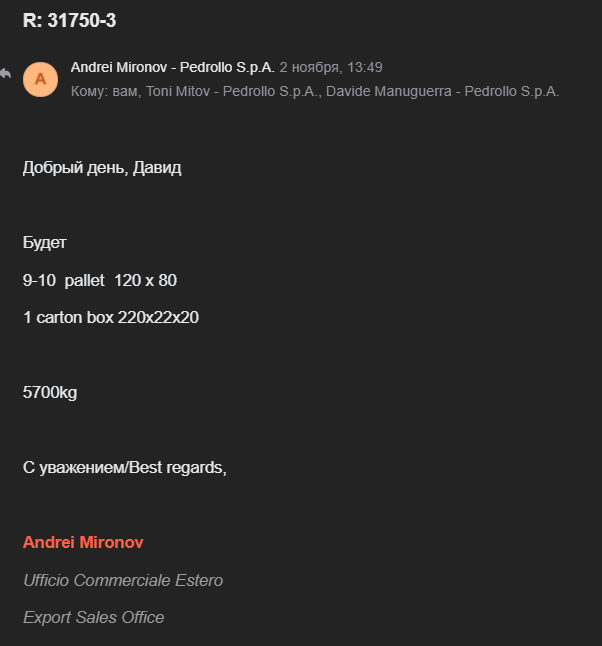 R: 31750-3
Andrei Mironov - Pedrollo S.p.A. 2 ноября, 13:49
A
Кому: вам, Toni Mitov - Pedrollo S.p.A., Davide Manuguerra - Pedrollo S.p.A.
Добрый день, Давид
Будет
9-10  pallet  120 x 80
1 carton box 220x22x20
5700kg
С уважением/Best regards,
Andrei Mironov
Ufficio Commerciale Estero
Export Sales Office